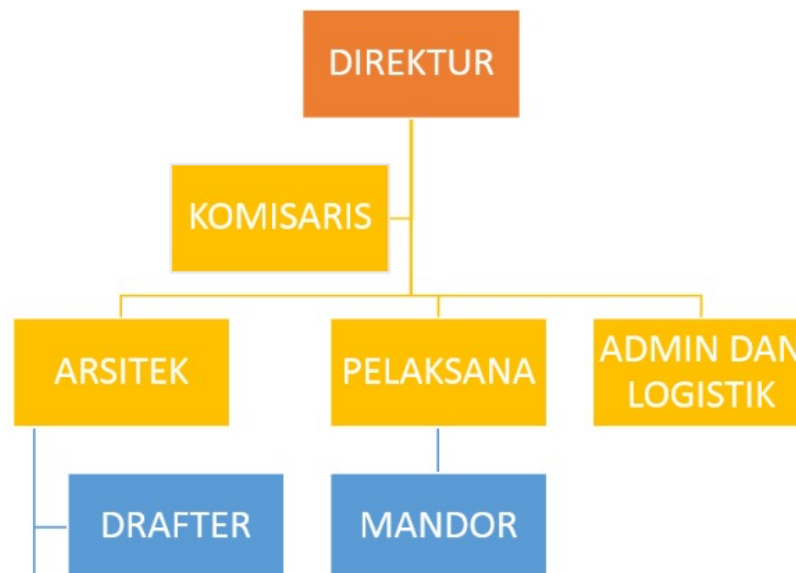 DIREKTUR
KOMISARIS
ARSITEK
PELAKSANA
ADMIN DAN
LOGISTIK
DRAFTER
MANDOR